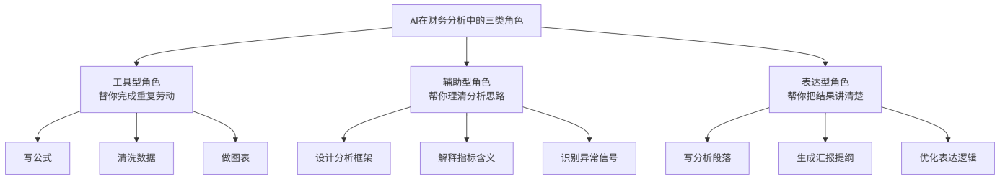 AI在财务分析中的三类角色
工具型角色
替你完成重复劳动
辅助型角色
帮你理清分析思路
表达型角色
帮你把结果讲清楚
写公式
清洗数据
做图表
设计分析框架
解释指标含义
识别异常信号
写分析段落
生成汇报提纲
优化表达逻辑